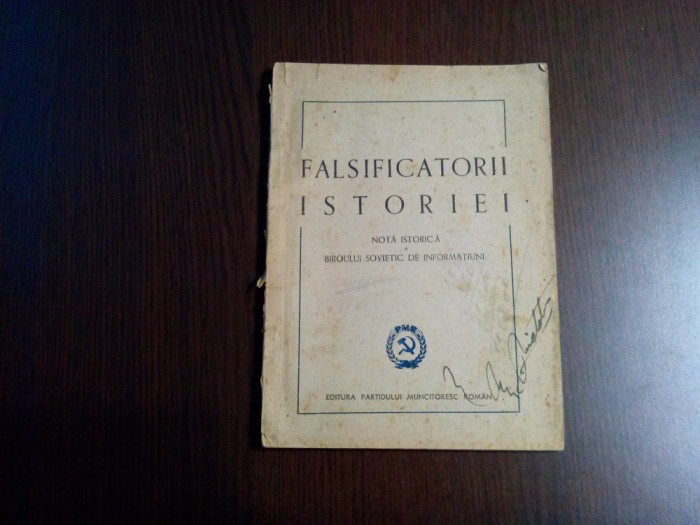 FALSIFICATORII
ISTORIEI
NOTĂ ISTORICĂ
A
BIROULUI SOVIETIC DE INFORMAȚIUNI
PMR
EDITURA PARTIDULUI MUNCITORESC ROMÂN